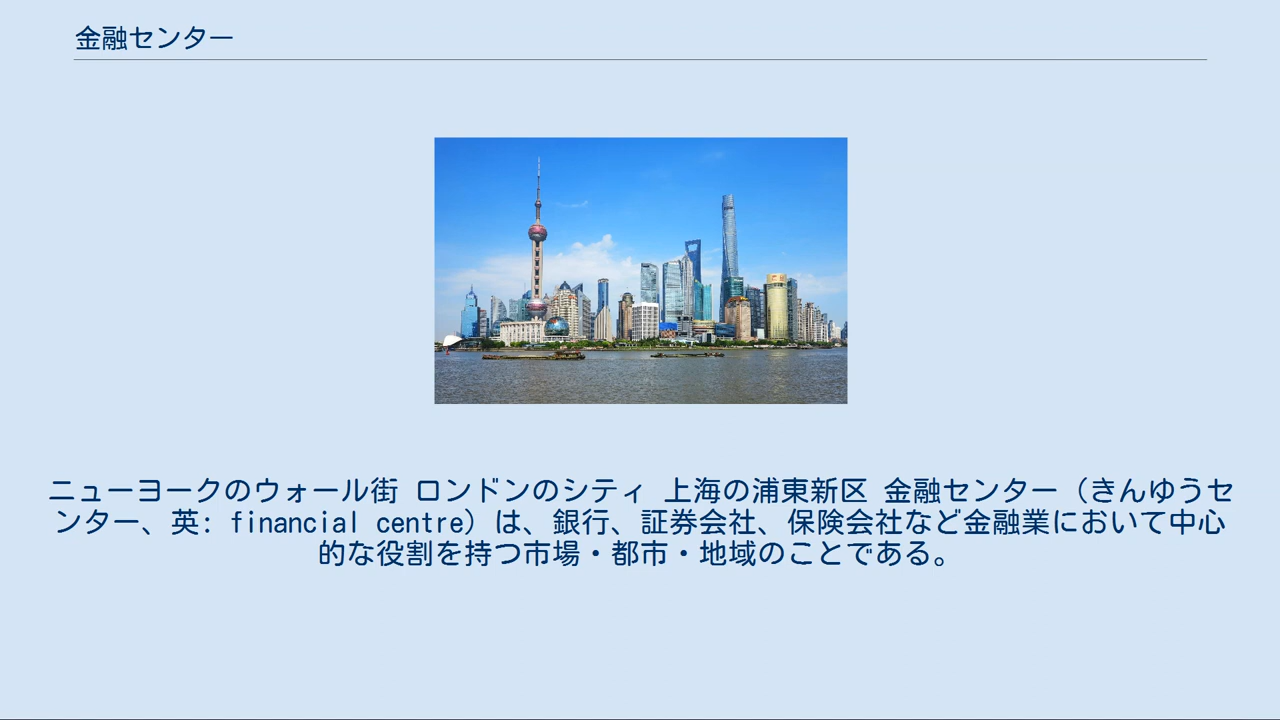 金融センター
ニューヨークのウォール街 ロンドンのシティ 上海の浦東新区 金融センター（きんゆうセ
ンター、英: financial centre）は、銀行、証券会社、保険会社など金融業において中心
的な役割を持つ市場・都市・地域のことである。